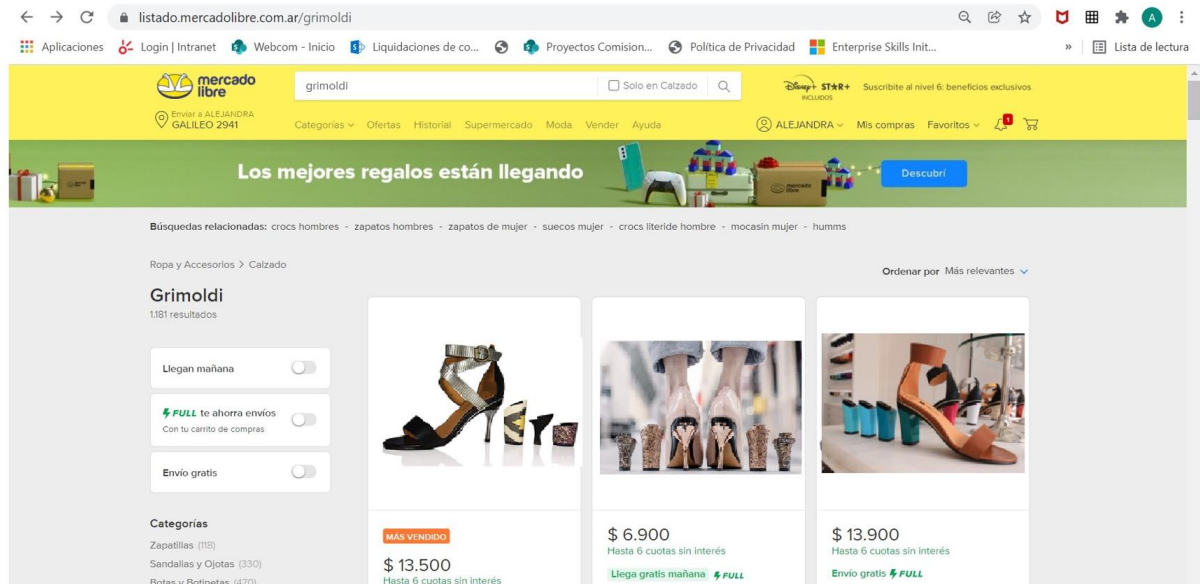 listado.mercadolibre.com.ar/grimoldi
A
Aplicaciones Login | Intranet Webcom - Inicio Liquidaciones de co... Proyectos Comision... Política de Privacidad Enterprise Skills Init... » Lista de lectura
mercado libre
grimoldi
Solo en Calzado
Disney+ STAR+
INCLUIDOS
Suscribite al nivel 6: beneficios exclusivos
Enviar a ALEJANDRA
GALILEO 2941
Categorías Ofertas Historial Supermercado Moda Vender Ayuda
ALEJANDRA Mis compras Favoritos 1
Los mejores regalos están llegando
Descubrí
Búsquedas relacionadas: crocs hombres - zapatos hombres - zapatos de mujer - suecos mujer - crocs literide hombre - mocasin mujer - humms
Ropa y Accesorios > Calzado
Ordenar por Más relevantes
Grimoldi
1.181 resultados
Llegan mañana
FULL te ahorra envíos
Con tu carrito de compras
Envío gratis
Categorías
Zapatillas (118)
Sandalias y Ojotas (330)
Botas y Botinetas (470)
MÁS VENDIDO
$ 13.500
Hasta 6 cuotas sin interés
$ 6.900
Hasta 6 cuotas sin interés
Llega gratis mañana FULL
$ 13.900
Hasta 6 cuotas sin interés
Envío gratis FULL